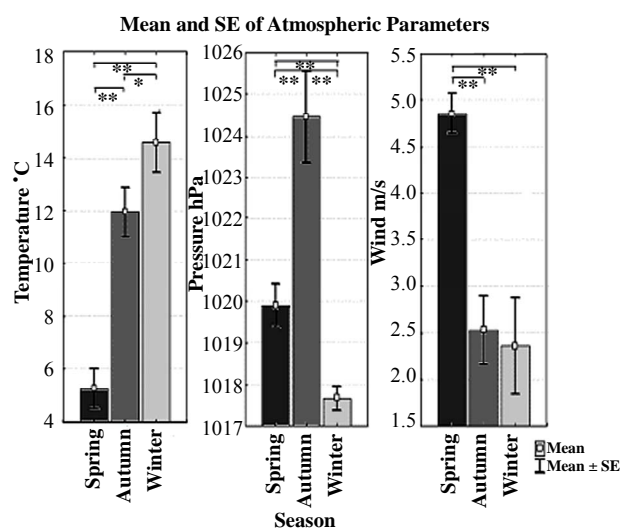 Mean and SE of Atmospheric Parameters
Temperature °C
18
16
14
12
10
8
6
4
**
**
*
Spring
Autumn
Winter
Pressure hPa
1026
1025
1024
1023
1022
1021
1020
1019
1018
1017
**
**
**
Spring
Autumn
Winter
Wind m/s
5.5
5.0
4.5
4.0
3.5
3.0
2.5
2.0
1.5
**
**
Spring
Autumn
Winter
Mean
Mean ± SE
Season